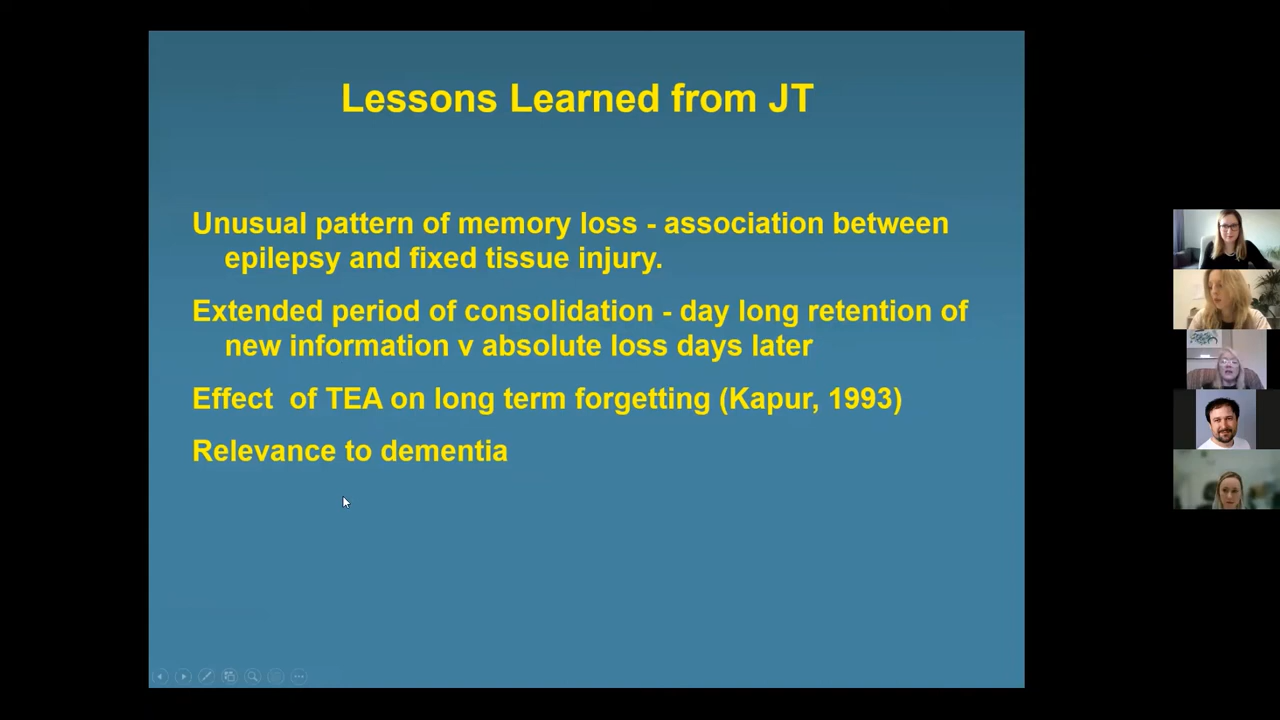 Lessons Learned from JT
Unusual pattern of memory loss - association between
epilepsy and fixed tissue injury.
Extended period of consolidation - day long retention of
new information v absolute loss days later
Effect  of TEA on long term forgetting (Kapur, 1993)
Relevance to dementia